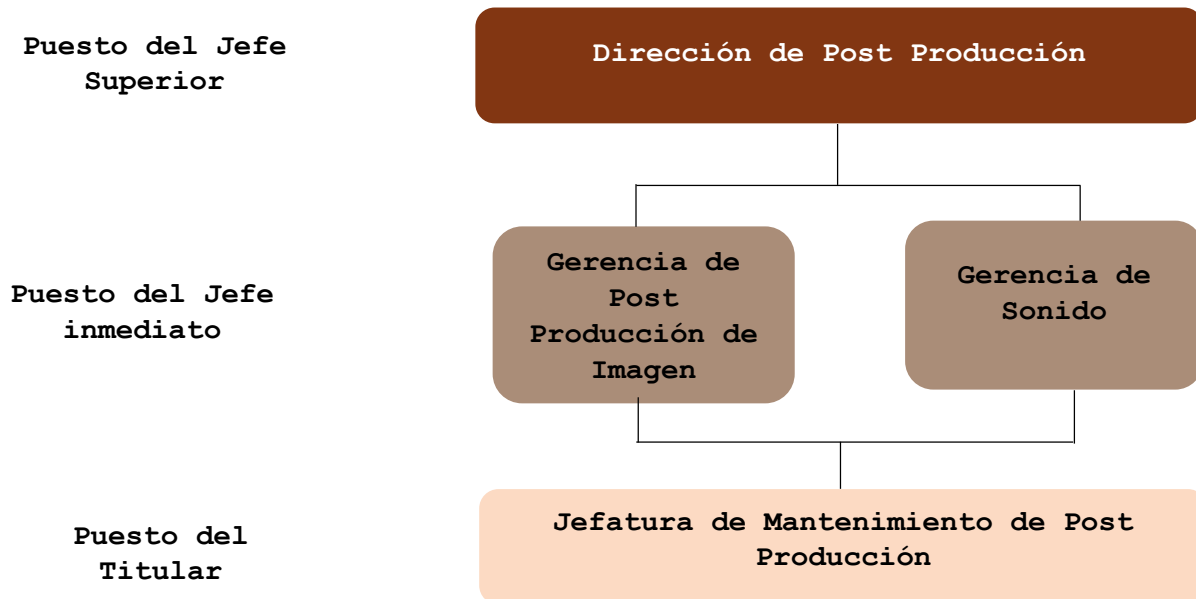 Puesto del Jefe
Superior
Dirección de Post Producción
Puesto del Jefe
inmediato
Gerencia de
Post
Producción de
Imagen
Gerencia de
Sonido
Puesto del
Titular
Jefatura de Mantenimiento de Post
Producción